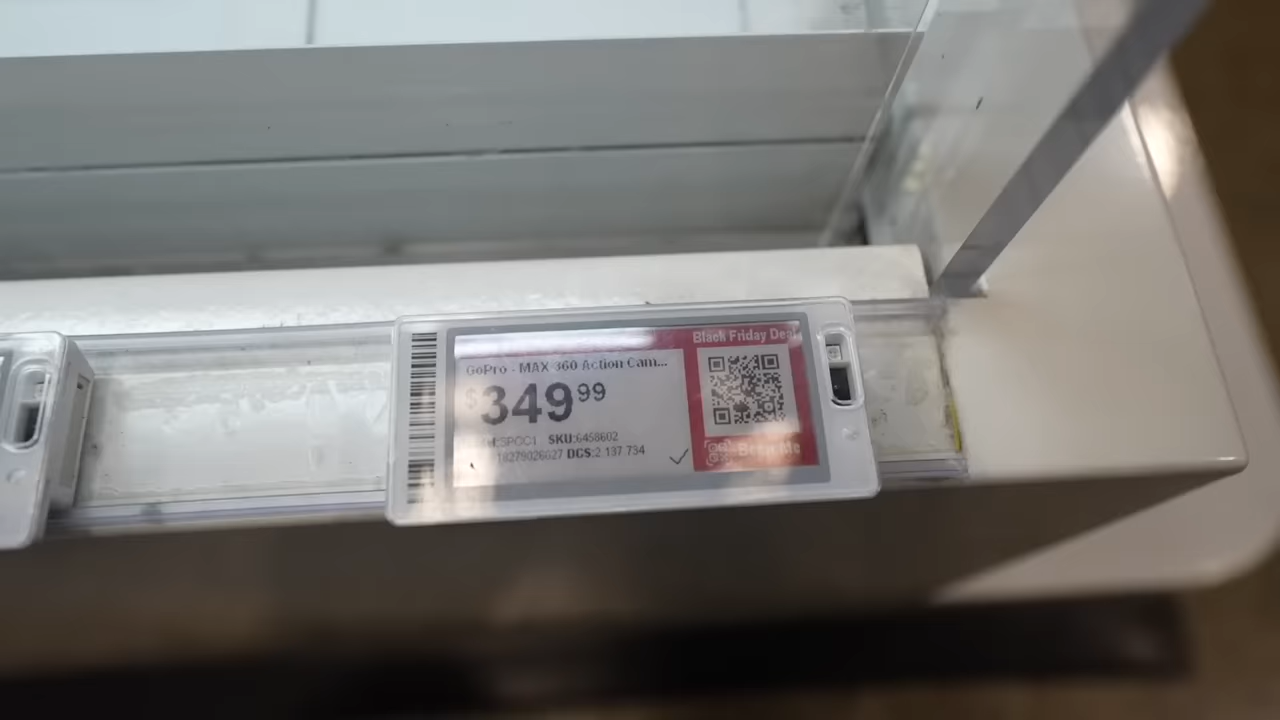 Black Friday Deal
GoPro - MAX 360 Action Cam...
$349 99
SKU:6458602
DCS:2.137.734